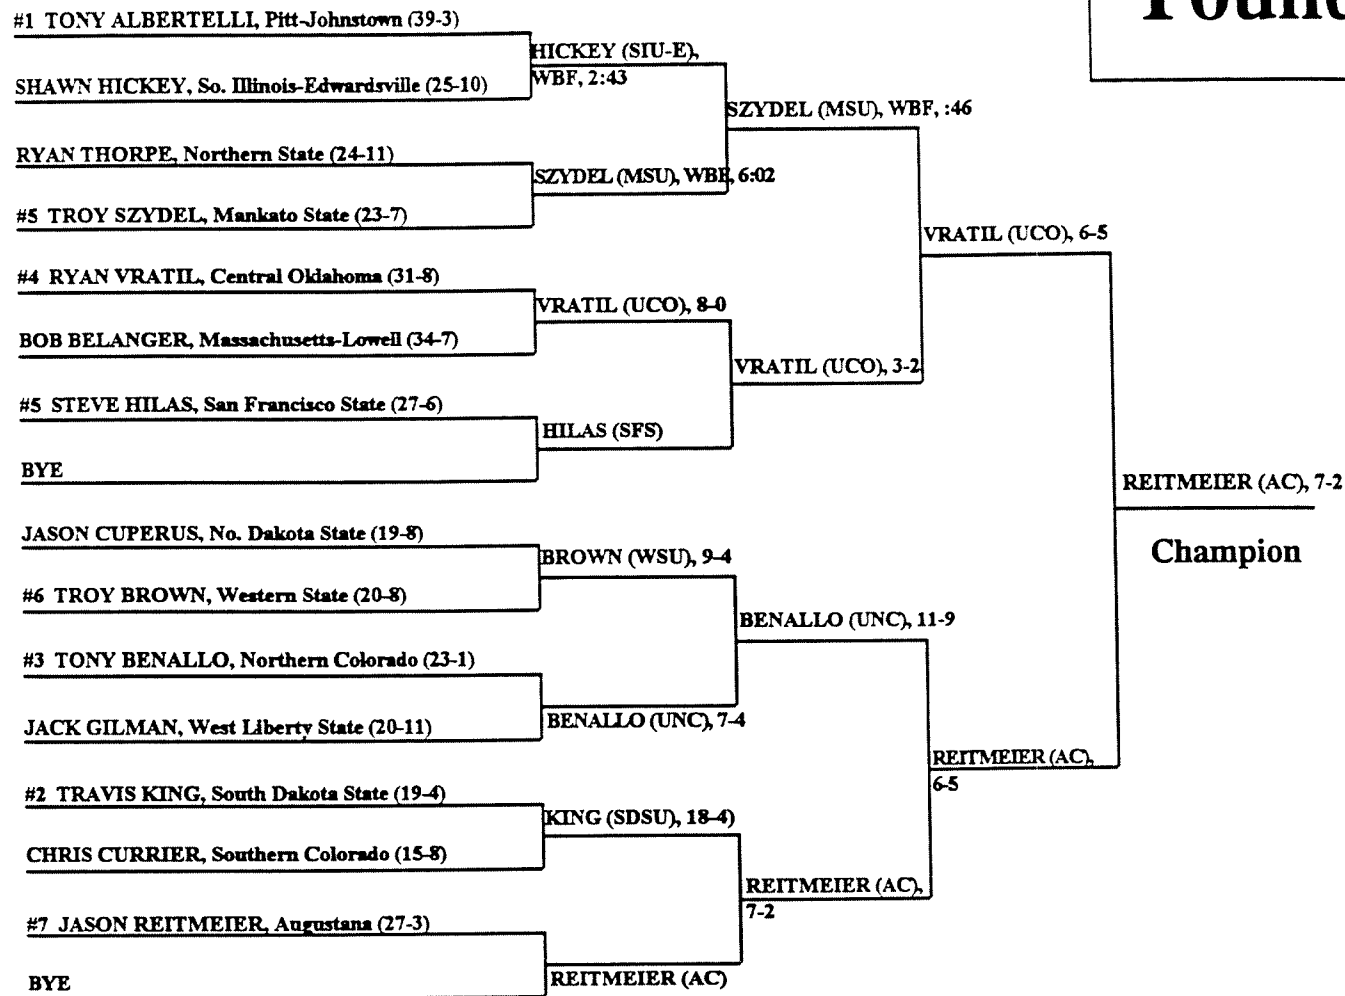 #1 TONY ALBERTELLI, Pitt-Johnstown (39-3)
HICKEY (SIU-E),
WBF, 2:43
SHAWN HICKEY, So. Illinois-Edwardsville (25-10)
SZYDEL (MSU), WBF, :46
RYAN THORPE, Northern State (24-11)
SZYDEL (MSU), WBF, 6:02
#5 TROY SZYDEL, Mankato State (23-7)
VRATIL (UCO), 6-5
#4 RYAN VRATIL, Central Oklahoma (31-8)
VRATIL (UCO), 8-0
BOB BELANGER, Massachusetts-Lowell (34-7)
VRATIL (UCO), 3-2
#5 STEVE HILAS, San Francisco State (27-6)
HILAS (SFS)
BYE
REITMEIER (AC), 7-2
Champion
JASON CUPERUS, No. Dakota State (19-8)
BROWN (WSU), 9-4
#6 TROY BROWN, Western State (20-8)
BENALLO (UNC), 11-9
#3 TONY BENALLO, Northern Colorado (23-1)
BENALLO (UNC), 7-4
JACK GILMAN, West Liberty State (20-11)
REITMEIER (AC),
6-5
#2 TRAVIS KING, South Dakota State (19-4)
KING (SDSU), 18-4)
CHRIS CURRIER, Southern Colorado (15-8)
REITMEIER (AC),
7-2
#7 JASON REITMEIER, Augustana (27-3)
REITMEIER (AC)
BYE